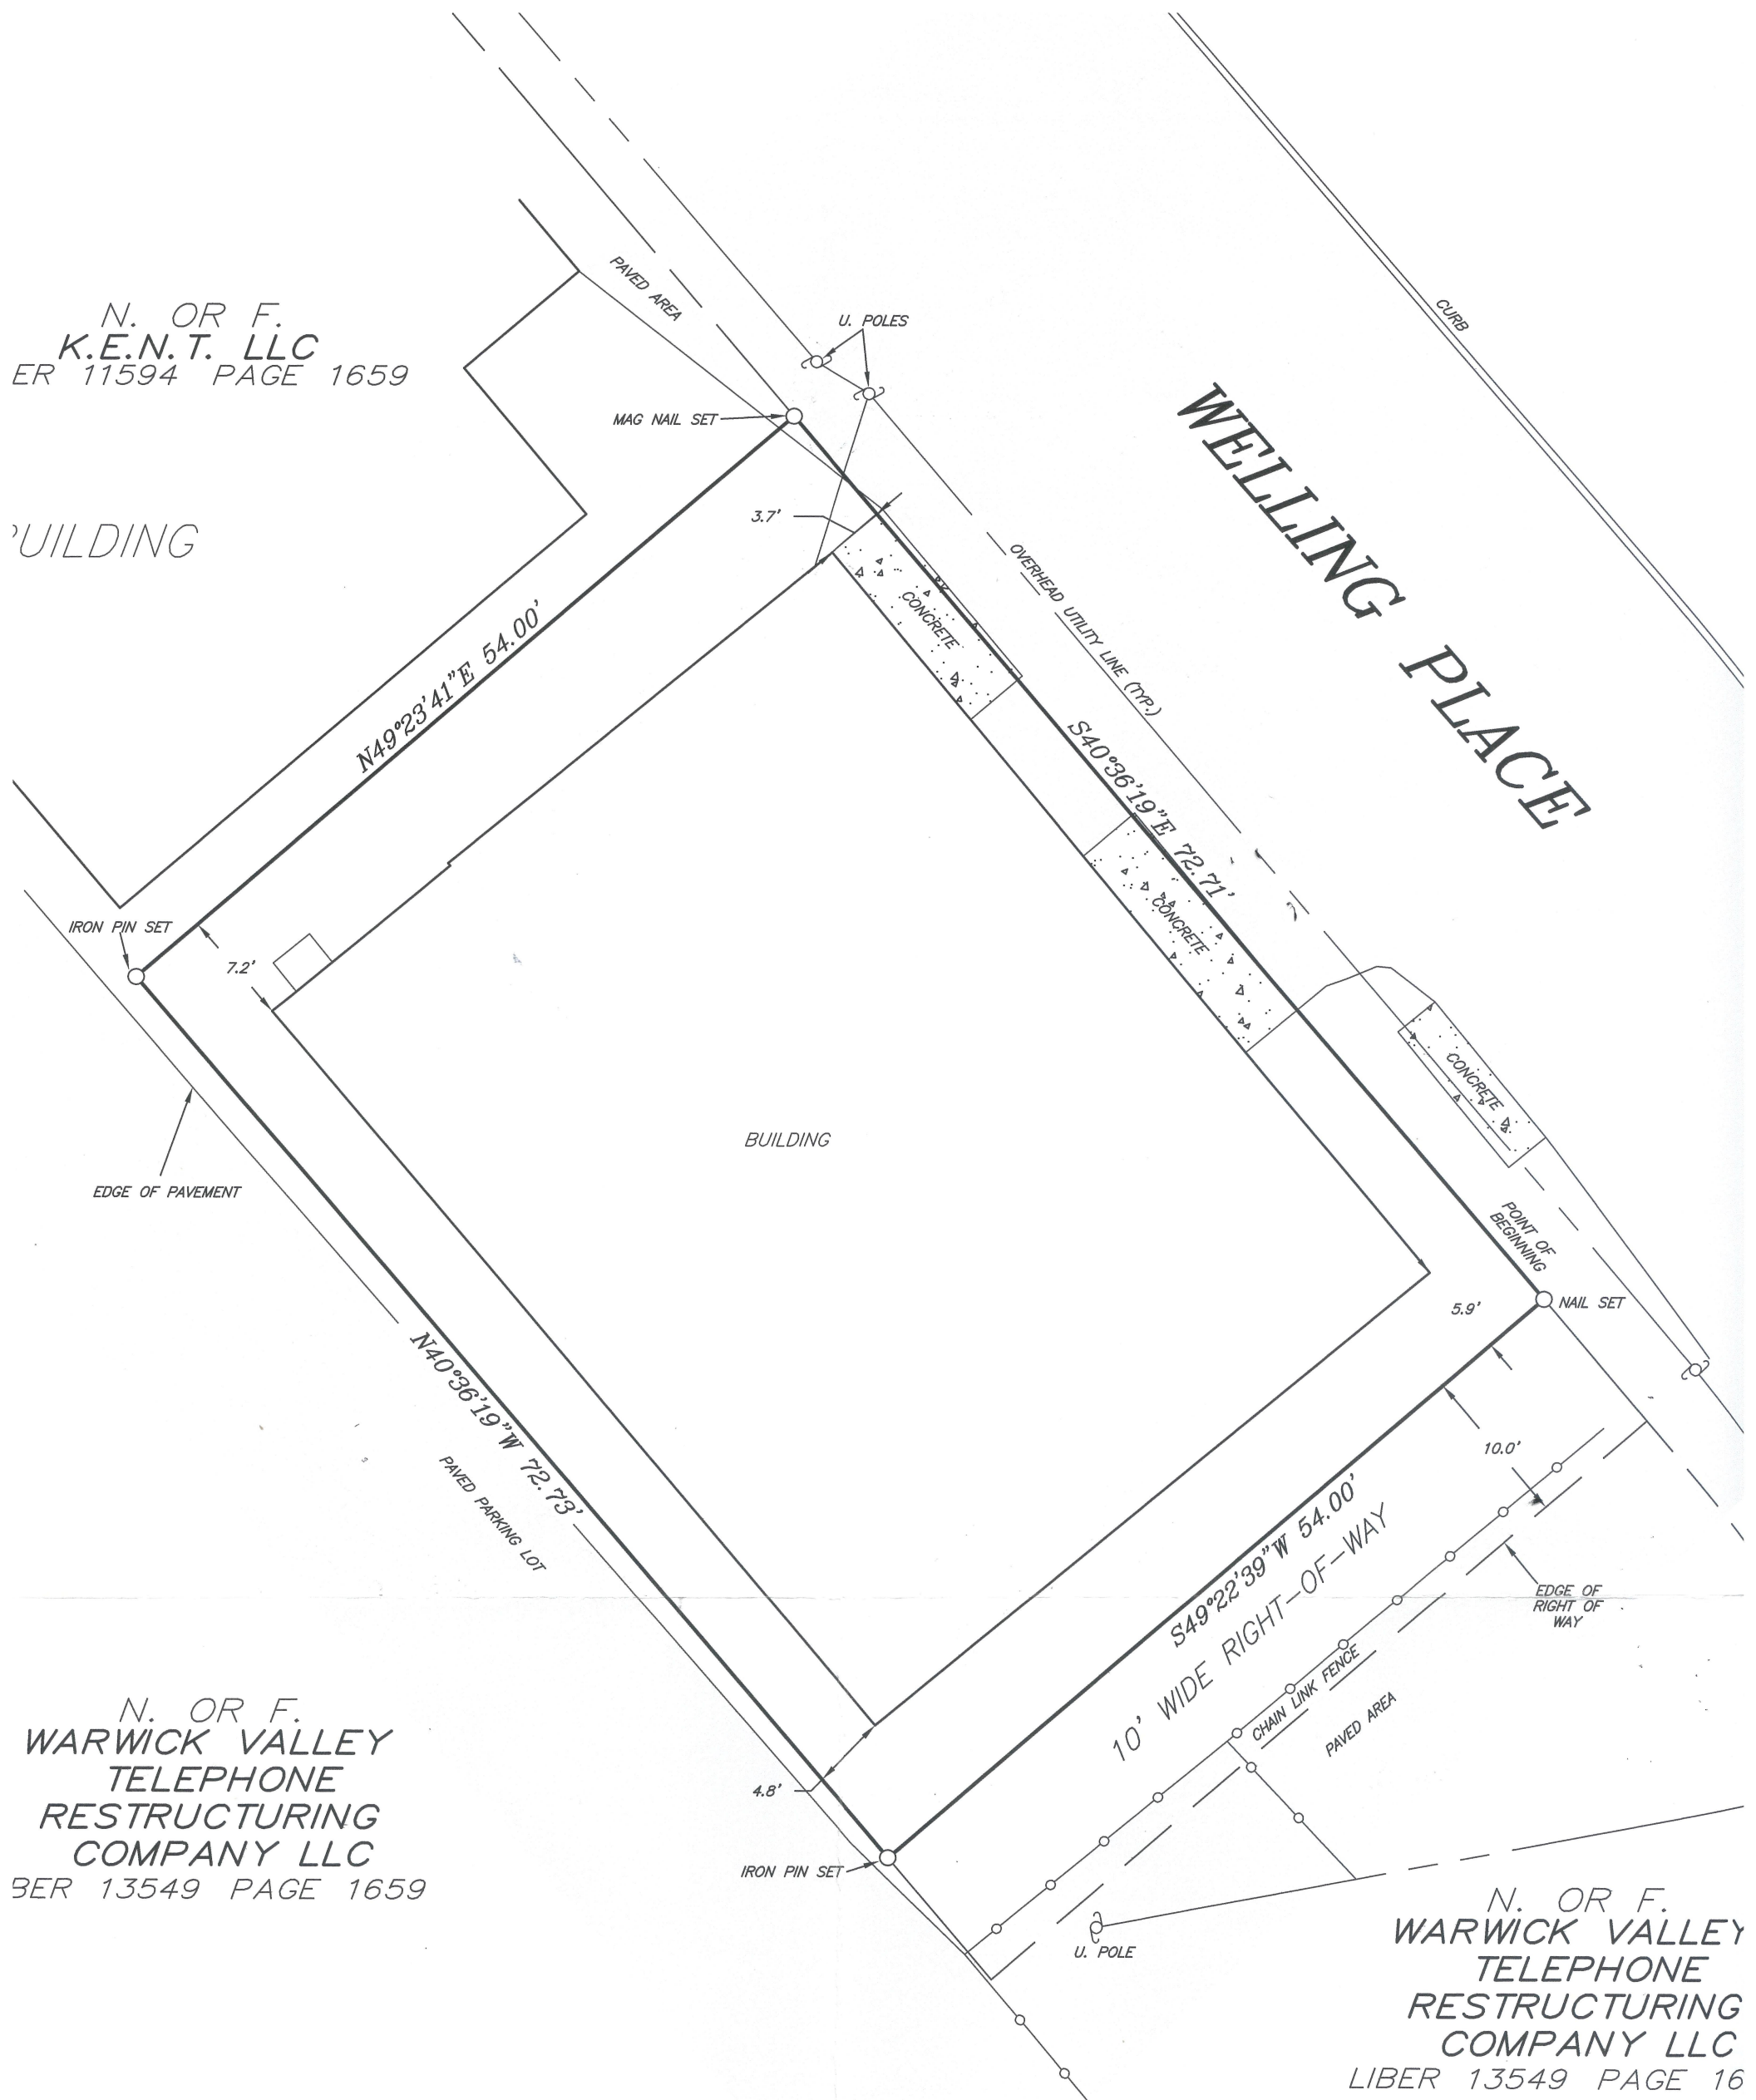 N. OR F.
K.E.N.T. LLC
ER 11594 PAGE 1659
UILDING
PAVED AREA
U. POLES
MAG NAIL SET
CURB
WELLING PLACE
3.7'
CONCRETE
OVERHEAD UTILITY LINE (TYP.)
N49°23'41"E 54.00'
S40°36'19"E 72.71'
CONCRETE
IRON PIN SET
7.2'
EDGE OF PAVEMENT
BUILDING
CONCRETE
POINT OF
BEGINNING
NAIL SET
5.9'
N40°36'19"W 72.73'
PAVED PARKING LOT
10.0'
S49°22'39"W 54.00'
10' WIDE RIGHT-OF-WAY
EDGE OF
RIGHT OF
WAY
CHAIN LINK FENCE
PAVED AREA
N. OR F.
WARWICK VALLEY
TELEPHONE
RESTRUCTURING
COMPANY LLC
BER 13549 PAGE 1659
4.8'
IRON PIN SET
U. POLE
N. OR F.
WARWICK VALLEY
TELEPHONE
RESTRUCTURING
COMPANY LLC
LIBER 13549 PAGE 16